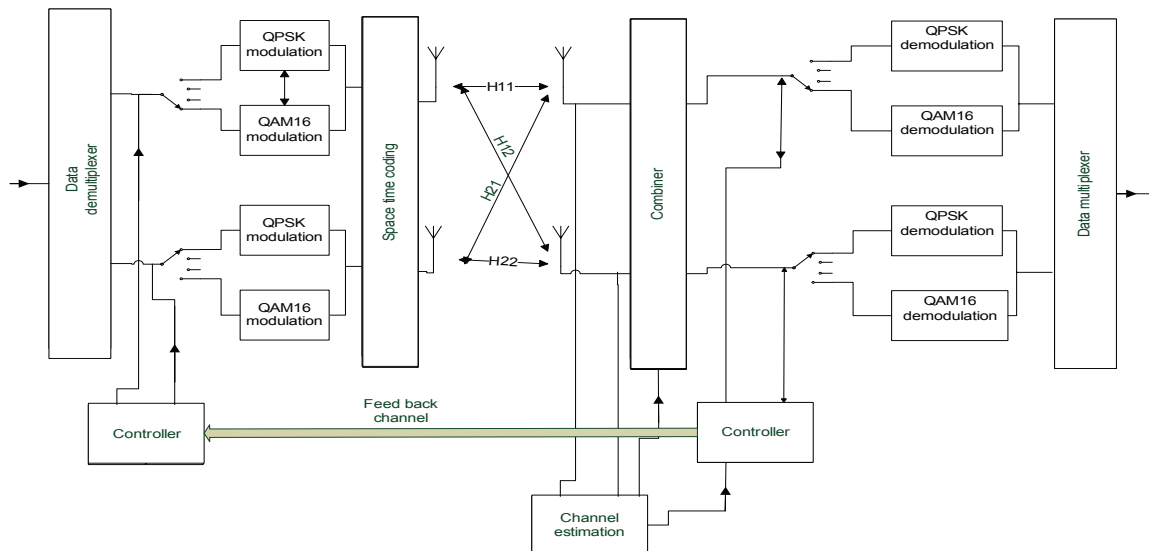 Data
demultiplexer
QPSK
modulation
QAM16
modulation
QPSK
modulation
QAM16
modulation
Space time coding
H11
H12
H21
H22
Combiner
QPSK
demodulation
QAM16
demodulation
QPSK
demodulation
QAM16
demodulation
Data multiplexer
Controller
Feed back
channel
Controller
Channel
estimation